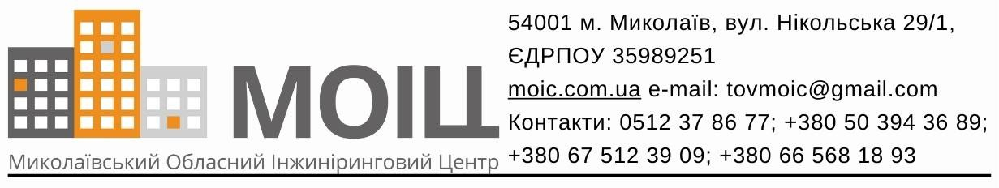 МОІЦ
Миколаївський Обласний Інжиніринговий Центр
54001 м. Миколаїв, вул. Нікольська 29/1,
ЄДРПОУ 35989251
moic.com.ua e-mail: tovmoic@gmail.com
Контакти: 0512 37 86 77; +380 50 394 36 89;
+380 67 512 39 09; +380 66 568 18 93